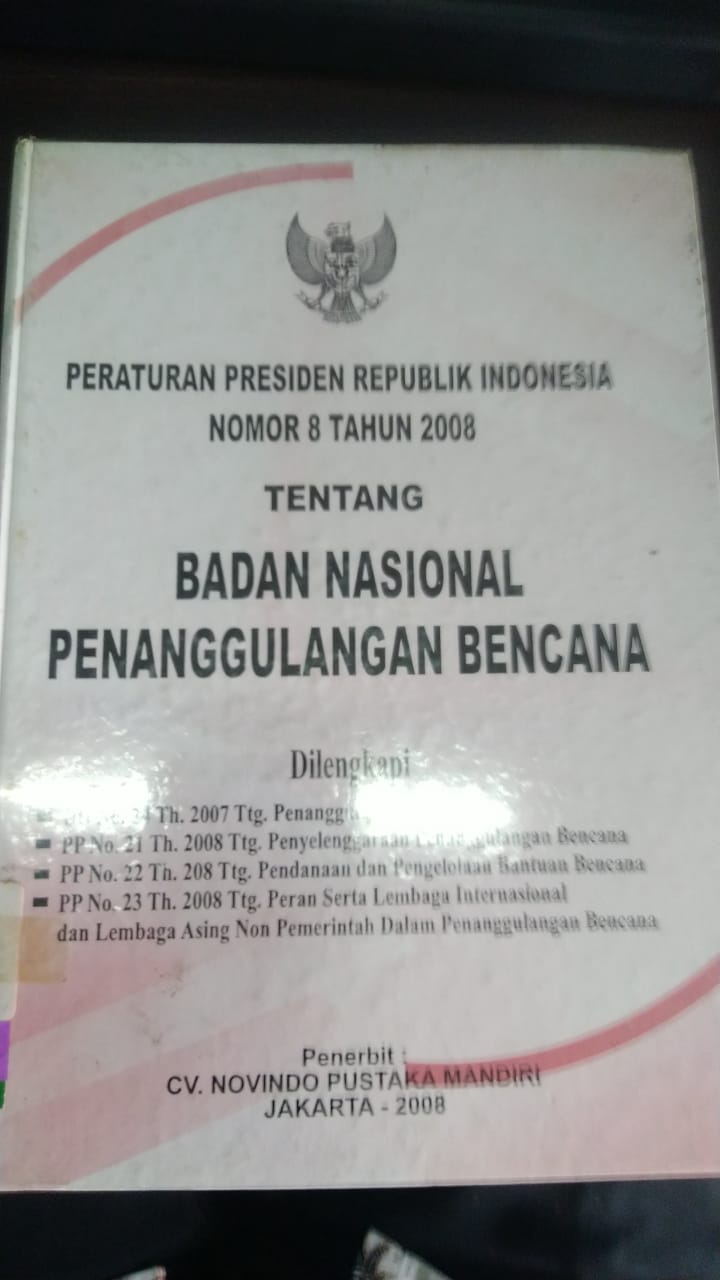 PERATURAN PRESIDEN REPUBLIK INDONESIA
NOMOR 8 TAHUN 2008
TENTANG
BADAN NASIONAL
PENANGGULANGAN BENCANA
Dilengkapi
Th. 2007 Ttg.
PP No. 21 Th. 2008 Ttg. Penyelenggaraan Penanggulangan Bencana
PP No. 22 Th. 208 Ttg. Pendanaan dan Pengelolaan Bantuan Bencana
PP No. 23 Th. 2008 Ttg. Peran Serta Lembaga Internasional
dan Lembaga Asing Non Pemerintah Dalam Penanggulangan Bencana
Penerbit :
CV. NOVINDO PUSTAKA MANDIRI
JAKARTA - 2008